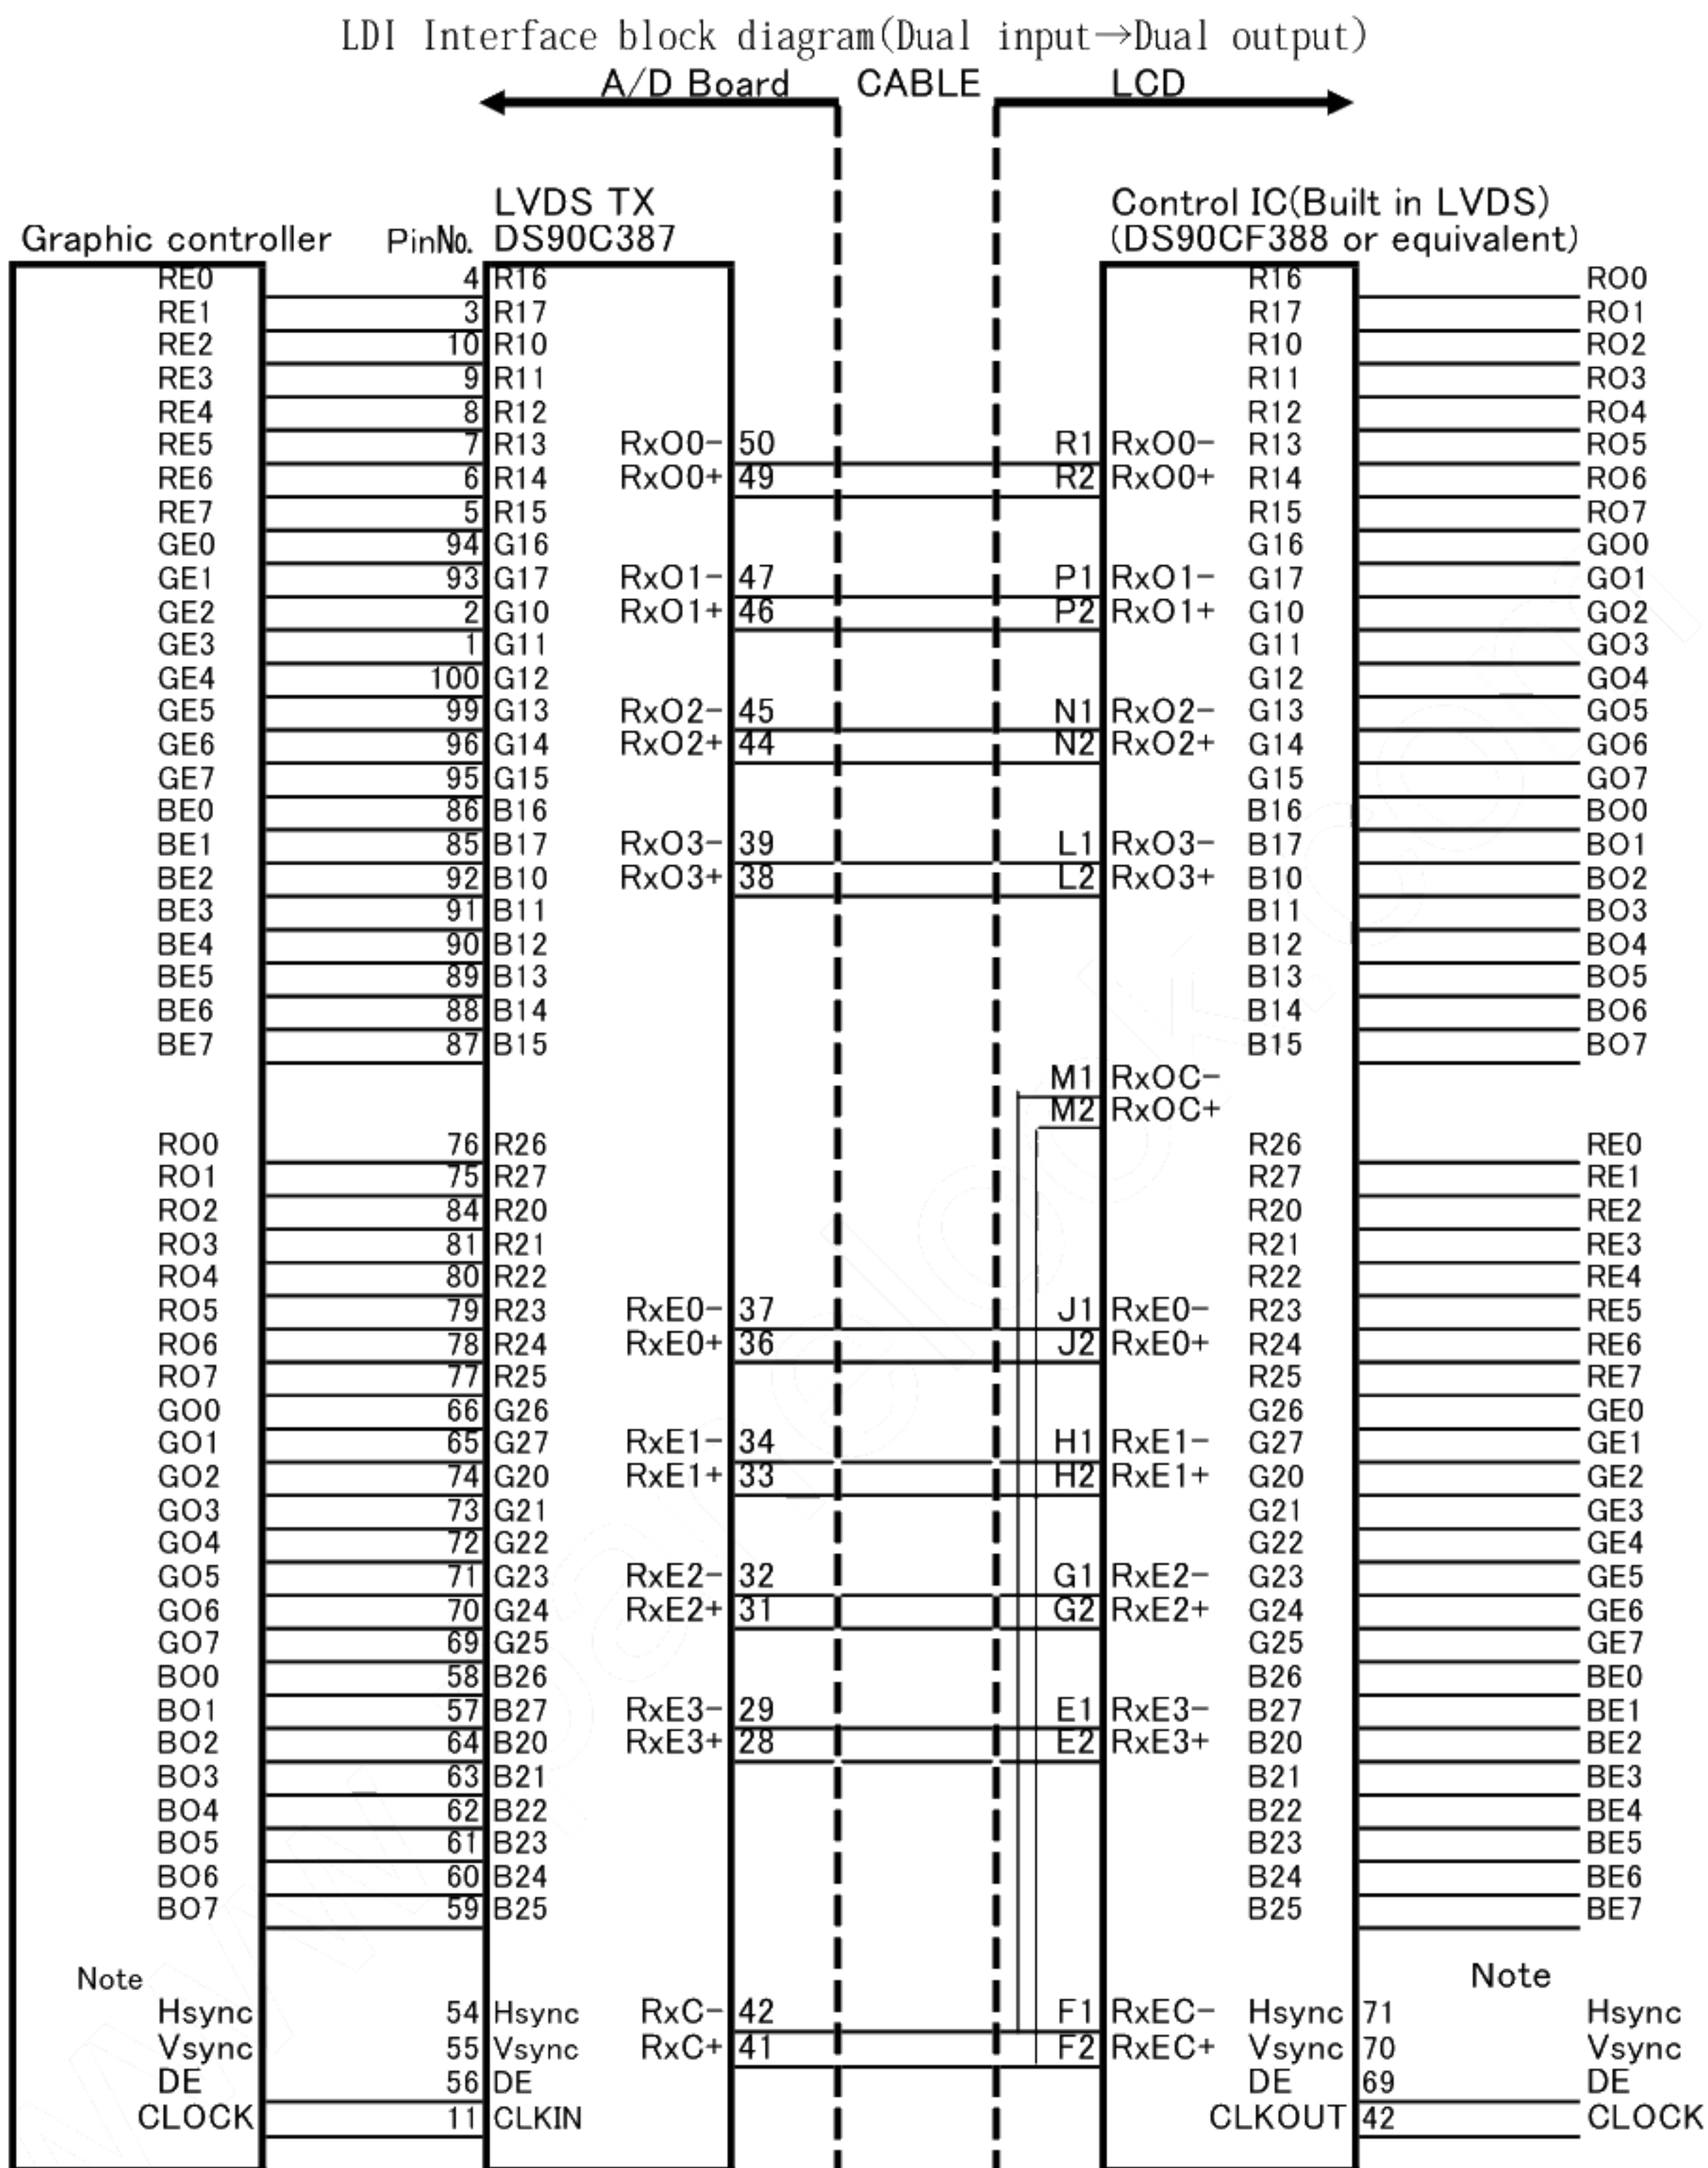 LDI Interface block diagram(Dual input→Dual output)
A/D Board CABLE LCD
LVDS TX Control IC(Built in LVDS)
Graphic controller PinNo. DS90C387 (DS90CF388 or equivalent)
RE0 4 R16 R16 RO0
RE1 3 R17 R17 RO1
RE2 10 R10 R10 RO2
RE3 9 R11 R11 RO3
RE4 8 R12 R12 RO4
RE5 7 R13 RxO0- 50 R1 RxO0- R13 RO5
RE6 6 R14 RxO0+ 49 R2 RxO0+ R14 RO6
RE7 5 R15 R15 RO7
GE0 94 G16 G16 GO0
GE1 93 G17 RxO1- 47 P1 RxO1- G17 GO1
GE2 2 G10 RxO1+ 46 P2 RxO1+ G10 GO2
GE3 1 G11 G11 GO3
GE4 100 G12 G12 GO4
GE5 99 G13 RxO2- 45 N1 RxO2- G13 GO5
GE6 96 G14 RxO2+ 44 N2 RxO2+ G14 GO6
GE7 95 G15 G15 GO7
BE0 86 B16 B16 BO0
BE1 85 B17 RxO3- 39 L1 RxO3- B17 BO1
BE2 92 B10 RxO3+ 38 L2 RxO3+ B10 BO2
BE3 91 B11 B11 BO3
BE4 90 B12 B12 BO4
BE5 89 B13 B13 BO5
BE6 88 B14 B14 BO6
BE7 87 B15 B15 BO7
M1 RxOC-
M2 RxOC+
RO0 76 R26 R26 RE0
RO1 75 R27 R27 RE1
RO2 84 R20 R20 RE2
RO3 81 R21 R21 RE3
RO4 80 R22 R22 RE4
RO5 79 R23 RxE0- 37 J1 RxE0- R23 RE5
RO6 78 R24 RxE0+ 36 J2 RxE0+ R24 RE6
RO7 77 R25 R25 RE7
GO0 66 G26 G26 GE0
GO1 65 G27 RxE1- 34 H1 RxE1- G27 GE1
GO2 74 G20 RxE1+ 33 H2 RxE1+ G20 GE2
GO3 73 G21 G21 GE3
GO4 72 G22 G22 GE4
GO5 71 G23 RxE2- 32 G1 RxE2- G23 GE5
GO6 70 G24 RxE2+ 31 G2 RxE2+ G24 GE6
GO7 69 G25 G25 GE7
BO0 58 B26 B26 BE0
BO1 57 B27 RxE3- 29 E1 RxE3- B27 BE1
BO2 64 B20 RxE3+ 28 E2 RxE3+ B20 BE2
BO3 63 B21 B21 BE3
BO4 62 B22 B22 BE4
BO5 61 B23 B23 BE5
BO6 60 B24 B24 BE6
BO7 59 B25 B25 BE7
Note Note
Hsync 54 Hsync RxC- 42 F1 RxEC- Hsync 71 Hsync
Vsync 55 Vsync RxC+ 41 F2 RxEC+ Vsync 70 Vsync
DE 56 DE DE 69 DE
CLOCK 11 CLKIN CLKOUT 42 CLOCK